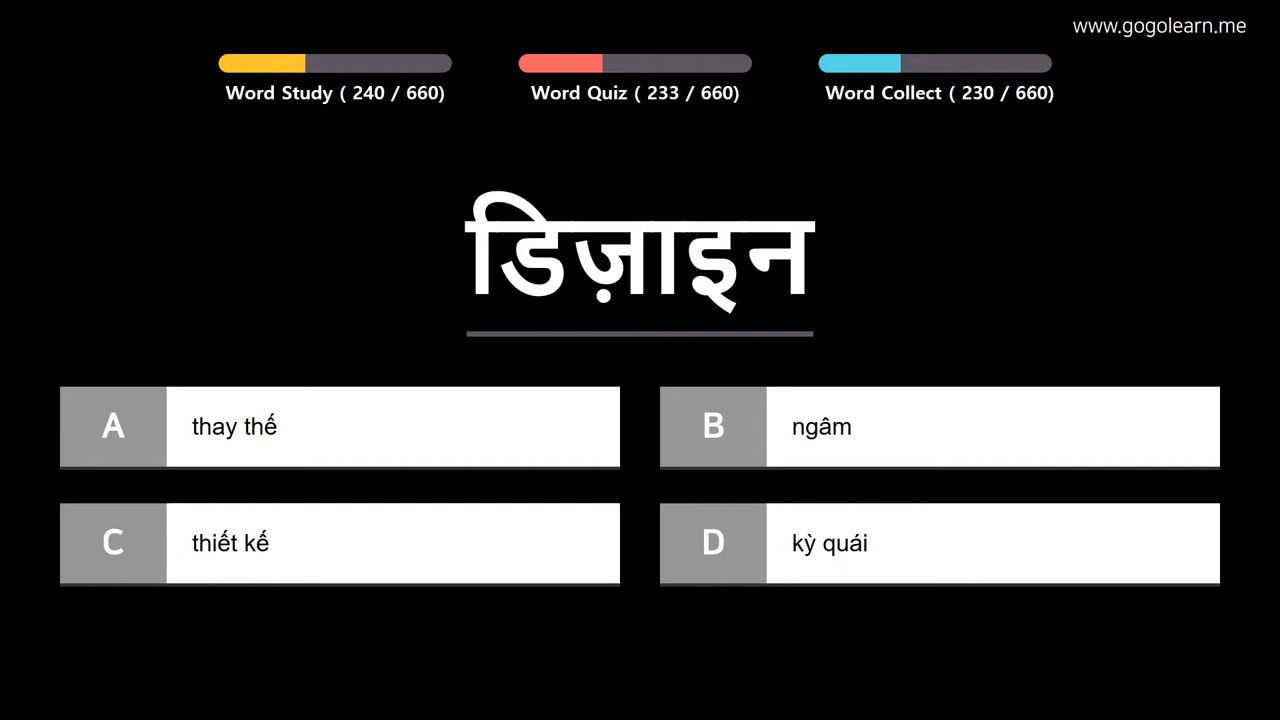 www.gogolearn.me
Word Study ( 240 / 660)
Word Quiz ( 233 / 660)
Word Collect ( 230 / 660)
डिज़ाइन
A thay thế
B ngâm
C thiết kế
D kỳ quái